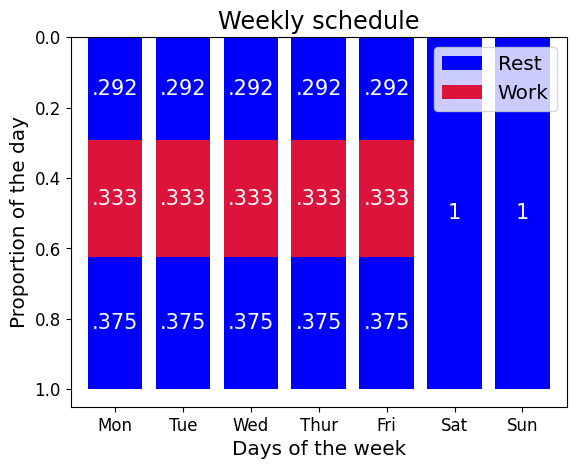 Weekly schedule
Proportion of the day
0.0
0.2
0.4
0.6
0.8
1.0
Rest
Work
.292 .292 .292 .292 .292
.333 .333 .333 .333 .333
1 1
.375 .375 .375 .375 .375
Mon Tue Wed Thur Fri Sat Sun
Days of the week